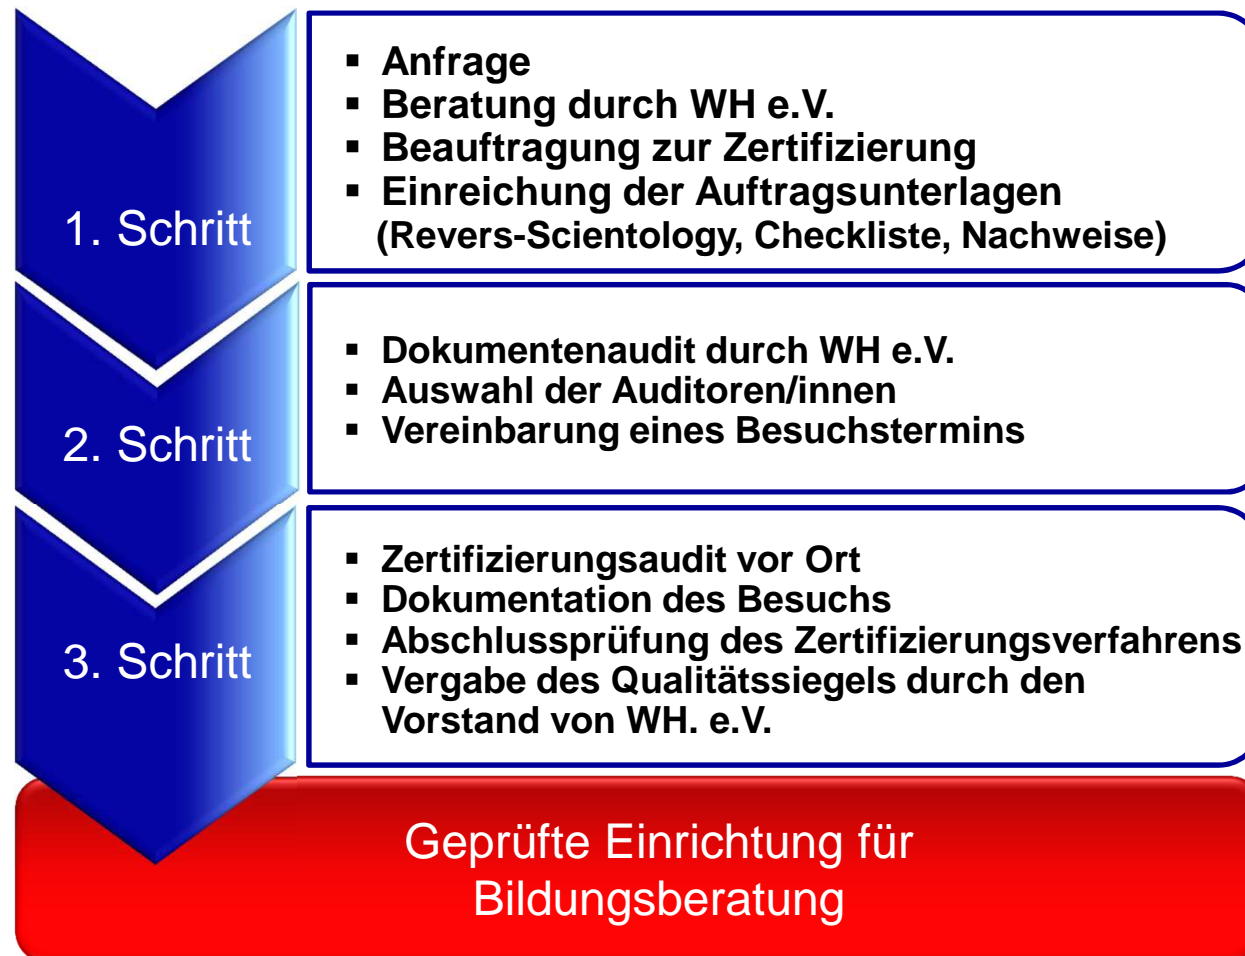 1. Schritt
▪ Anfrage
▪ Beratung durch WH e.V.
▪ Beauftragung zur Zertifizierung
▪ Einreichung der Auftragsunterlagen
(Revers-Scientology, Checkliste, Nachweise)
2. Schritt
▪ Dokumentenaudit durch WH e.V.
▪ Auswahl der Auditoren/innen
▪ Vereinbarung eines Besuchstermins
3. Schritt
▪ Zertifizierungsaudit vor Ort
▪ Dokumentation des Besuchs
▪ Abschlussprüfung des Zertifizierungsverfahrens
▪ Vergabe des Qualitätssiegels durch den
Vorstand von WH. e.V.
Geprüfte Einrichtung für
Bildungsberatung